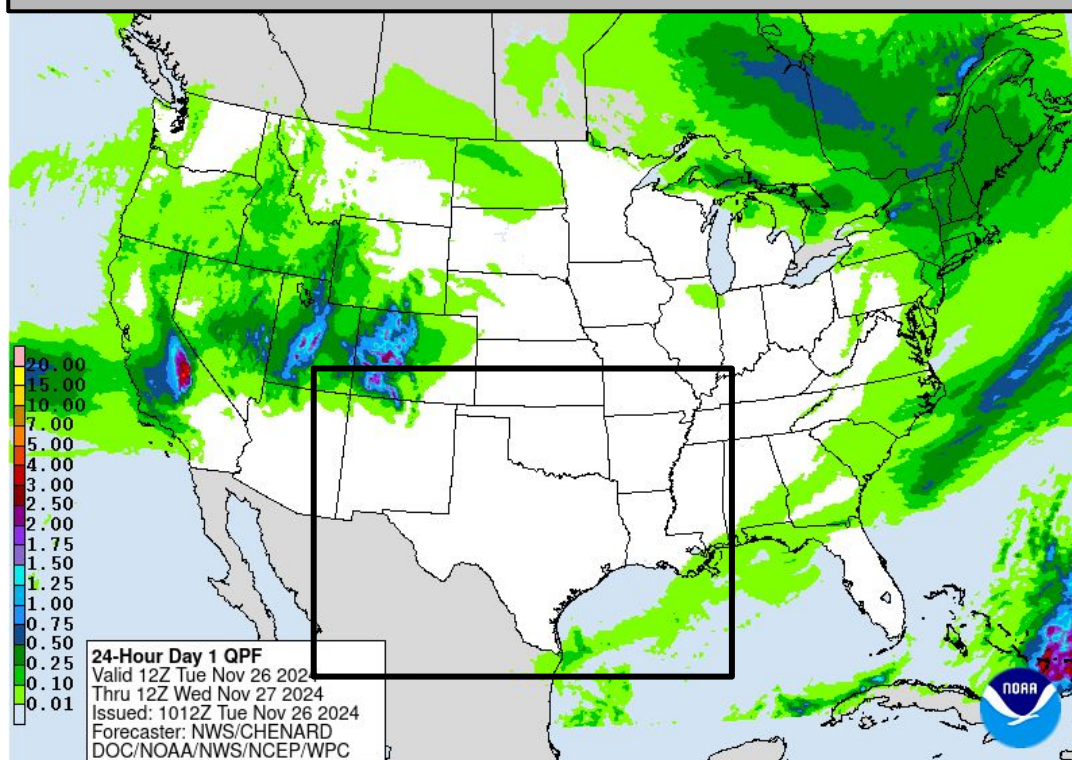 20.00
15.00
10.00
7.00
5.00
4.00
3.00
2.50
2.00
1.75
1.50
1.25
1.00
0.75
0.50
0.25
0.10
0.01
24-Hour Day 1 QPF
Valid 12Z Tue Nov 26 2024
Thru 12Z Wed Nov 27 2024
Issued: 1012Z Tue Nov 26 2024
Forecaster: NWS/CHENARD
DOC/NOAA/NWS/NCEP/WPC
NOAA